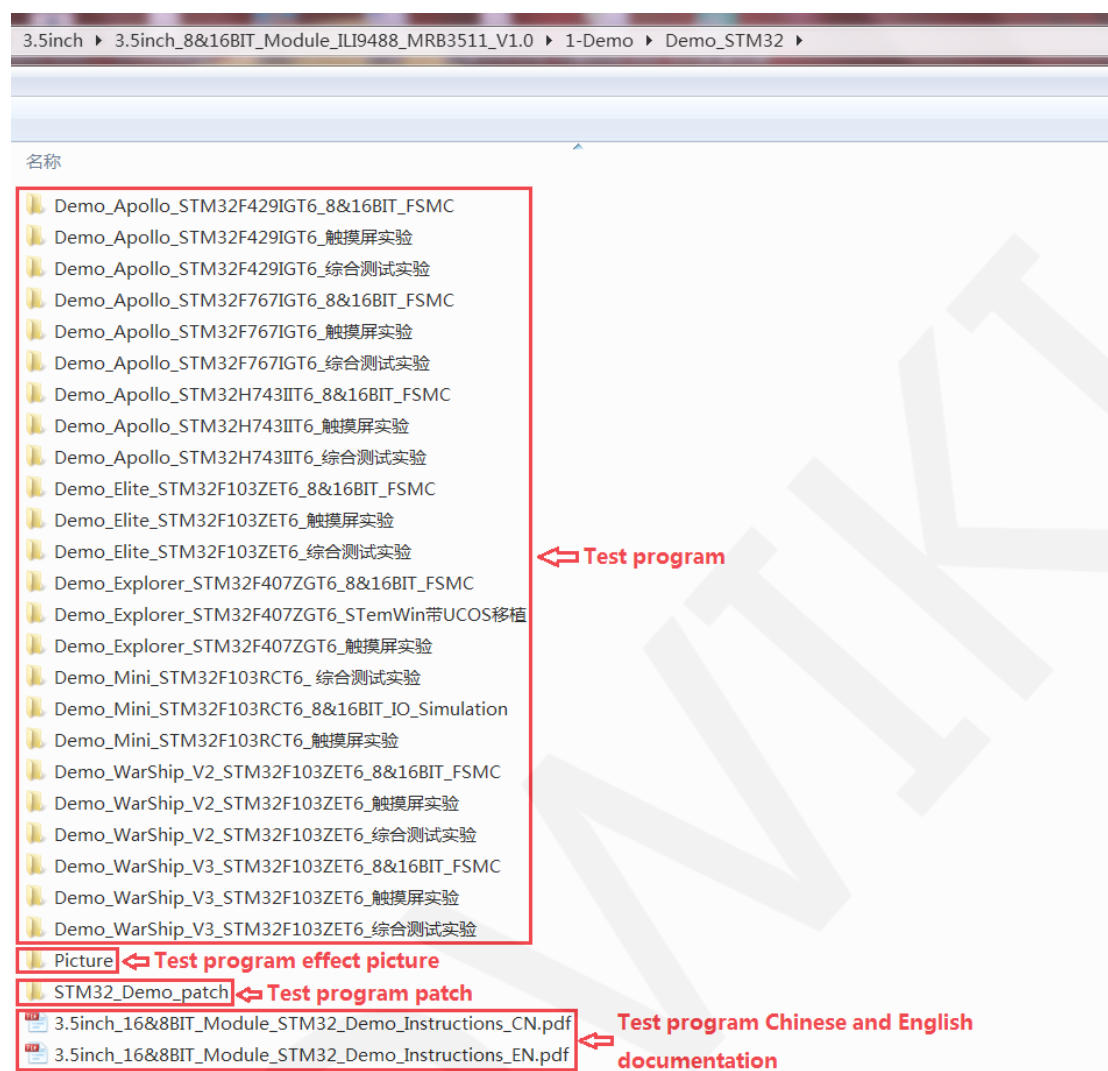 3.5inch ▸ 3.5inch_8&16BIT_Module_ILI9488_MRB3511_V1.0 ▸ 1-Demo ▸ Demo_STM32 ▸
名称
Demo_Apollo_STM32F429IGT6_8&16BIT_FSMC
Demo_Apollo_STM32F429IGT6_触摸屏实验
Demo_Apollo_STM32F429IGT6_综合测试实验
Demo_Apollo_STM32F767IGT6_8&16BIT_FSMC
Demo_Apollo_STM32F767IGT6_触摸屏实验
Demo_Apollo_STM32F767IGT6_综合测试实验
Demo_Apollo_STM32H743IIT6_8&16BIT_FSMC
Demo_Apollo_STM32H743IIT6_触摸屏实验
Demo_Apollo_STM32H743IIT6_综合测试实验
Demo_Elite_STM32F103ZET6_8&16BIT_FSMC
Demo_Elite_STM32F103ZET6_触摸屏实验
Demo_Elite_STM32F103ZET6_综合测试实验
Test program
Demo_Explorer_STM32F407ZGT6_8&16BIT_FSMC
Demo_Explorer_STM32F407ZGT6_STemWin带UCOS移植
Demo_Explorer_STM32F407ZGT6_触摸屏实验
Demo_Mini_STM32F103RCT6_ 综合测试实验
Demo_Mini_STM32F103RCT6_8&16BIT_IO_Simulation
Demo_Mini_STM32F103RCT6_触摸屏实验
Demo_WarShip_V2_STM32F103ZET6_8&16BIT_FSMC
Demo_WarShip_V2_STM32F103ZET6_触摸屏实验
Demo_WarShip_V2_STM32F103ZET6_综合测试实验
Demo_WarShip_V3_STM32F103ZET6_8&16BIT_FSMC
Demo_WarShip_V3_STM32F103ZET6_触摸屏实验
Demo_WarShip_V3_STM32F103ZET6_综合测试实验
Picture Test program effect picture
STM32_Demo_patch Test program patch
3.5inch_16&8BIT_Module_STM32_Demo_Instructions_CN.pdf
3.5inch_16&8BIT_Module_STM32_Demo_Instructions_EN.pdf
Test program Chinese and English
documentation
WIKI